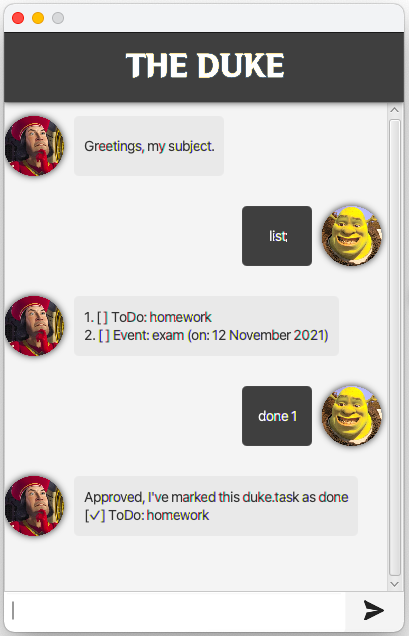 THE DUKE
Greetings, my subject.
list
1. [ ] ToDo: homework
2. [ ] Event: exam (on: 12 November 2021)
done 1
Approved, I've marked this duke.task as done
[✓] ToDo: homework